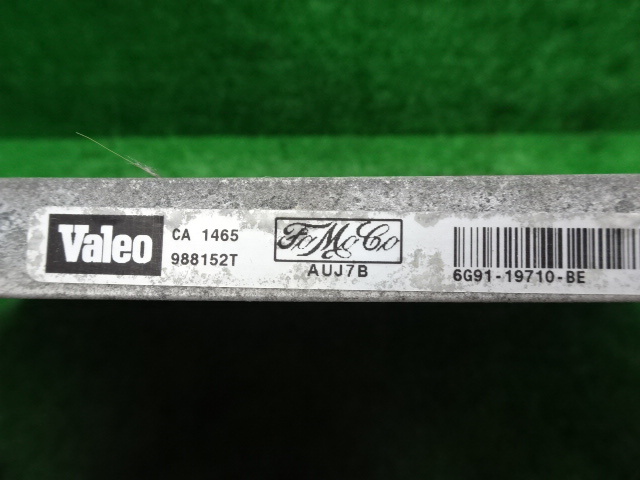 Valeo
CA 1465
988152T
FoMoCo
AUJ7B
6G91-19710-BE